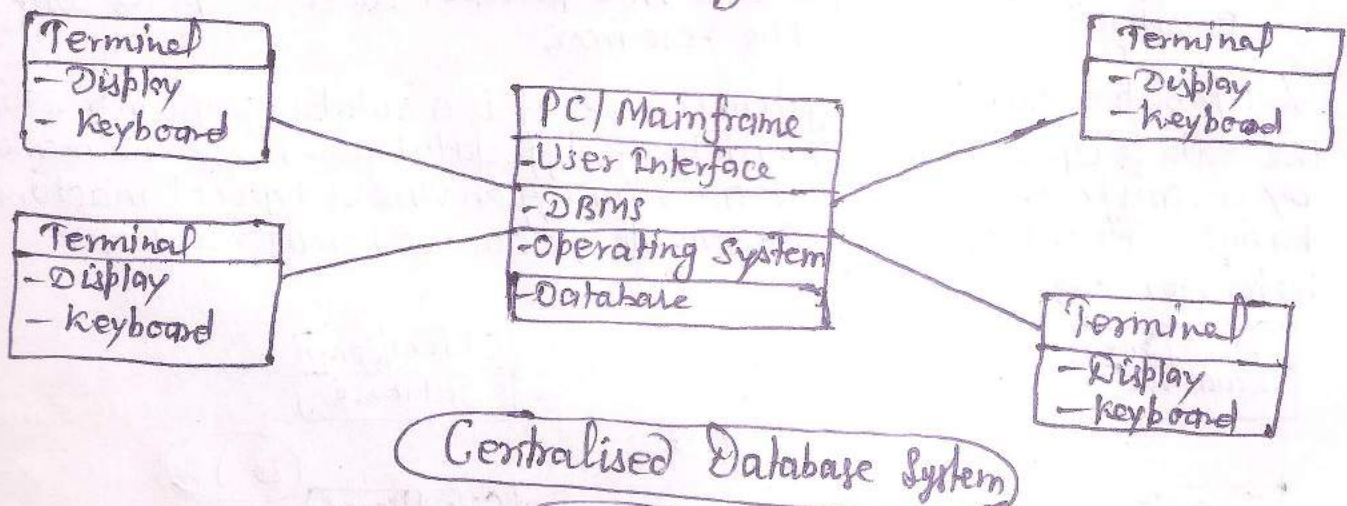 Terminal
- Display
- Keyboard
Terminal
- Display
- Keyboard
PC/Mainframe
- User Interface
- DBMS
- Operating System
- Database
Terminal
- Display
- Keyboard
Terminal
- Display
- Keyboard
Centralised Database System